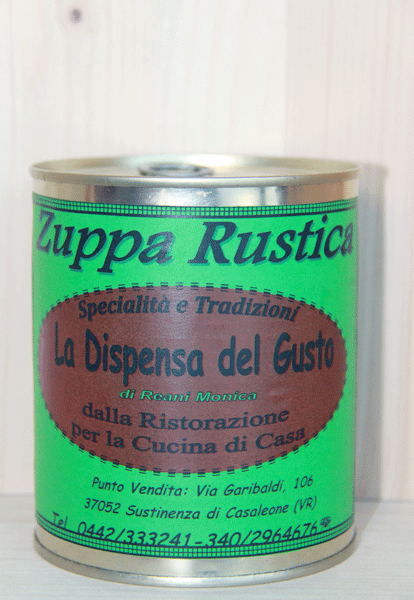 Zuppa Rustica
Specialità e Tradizioni
La Dispensa del Gusto
di Reani Monica
dalla Ristorazione
per la Cucina di Casa
Punto Vendita: Via Garibaldi, 106
37052 Sustinenza di Casaleone (VR)
Tel. 0442/333241-340/2964676